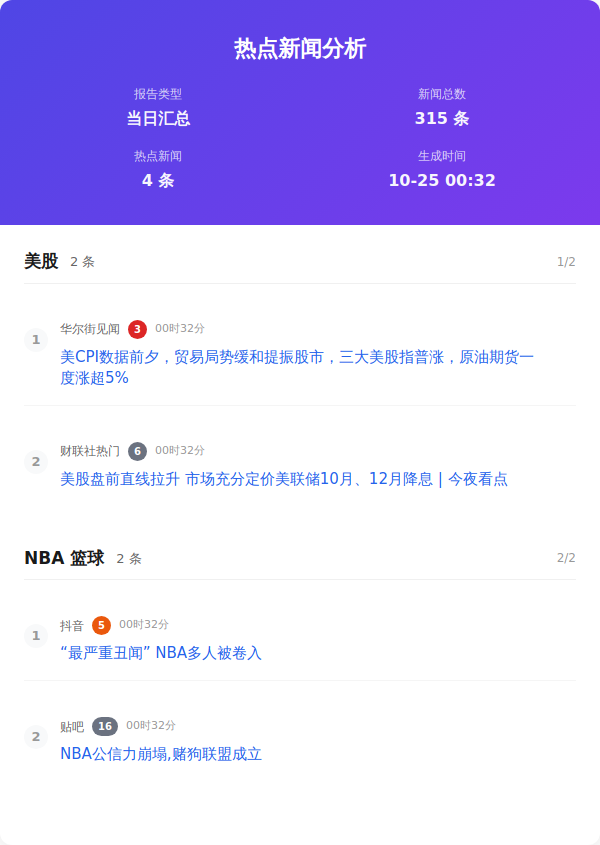 热点新闻分析
报告类型
新闻总数
当日汇总
315 条
热点新闻
生成时间
4 条
10-25 00:32
美股 2 条 1/2
1 华尔街见闻 3 00时32分
美CPI数据前夕，贸易局势缓和提振股市，三大美股指普涨，原油期货一
度涨超5%
2 财联社热门 6 00时32分
美股盘前直线拉升 市场充分定价美联储10月、12月降息 | 今夜看点
NBA 篮球 2 条 2/2
1 抖音 5 00时32分
“最严重丑闻” NBA多人被卷入
2 贴吧 16 00时32分
NBA公信力崩塌,赌狗联盟成立